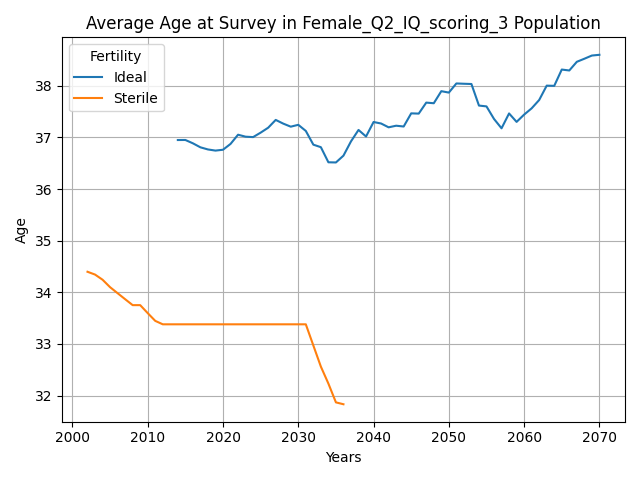 Average Age at Survey in Female_Q2_IQ_scoring_3 Population
Fertility
Ideal
Sterile
38
37
36
35
34
33
32
Age
2000 2010 2020 2030 2040 2050 2060 2070
Years